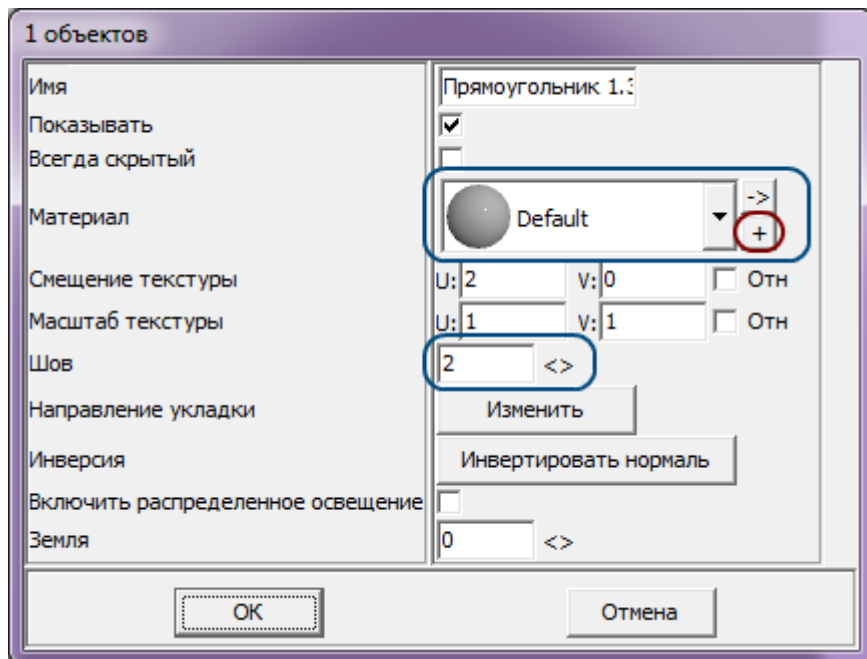 1 объектов
Имя Прямоугольник 1.3
Показывать
Всегда скрытый
Материал Default -> +
Смещение текстуры U: 2 V: 0 Отн
Масштаб текстуры U: 1 V: 1 Отн
Шов 2 <>
Направление укладки Изменить
Инверсия Инвертировать нормаль
Включить распределенное освещение
Земля 0 <>
OK Отмена